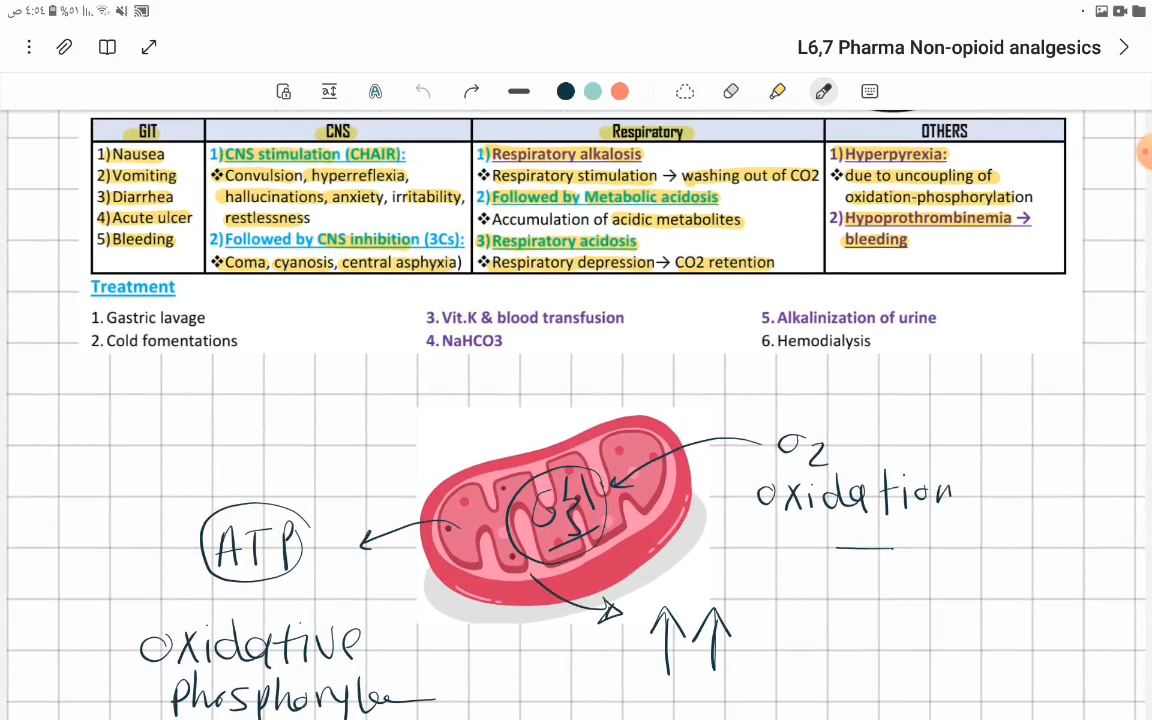 ص ٤:٥٤ %٥١
L6,7 Pharma Non-opioid analgesics
GIT
1) Nausea
2) Vomiting
3) Diarrhea
4) Acute ulcer
5) Bleeding
CNS
1) CNS stimulation (CHAIR):
❖ Convulsion, hyperreflexia,
hallucinations, anxiety, irritability,
restlessness
2) Followed by CNS inhibition (3Cs):
❖ Coma, cyanosis, central asphyxia)
Respiratory
1) Respiratory alkalosis
❖ Respiratory stimulation → washing out of CO2
2) Followed by Metabolic acidosis
❖ Accumulation of acidic metabolites
3) Respiratory acidosis
❖ Respiratory depression→ CO2 retention
OTHERS
1) Hyperpyrexia:
❖ due to uncoupling of
oxidation-phosphorylation
2) Hypoprothrombinemia →
bleeding
Treatment
1. Gastric lavage
2. Cold fomentations
3. Vit.K & blood transfusion
4. NaHCO3
5. Alkalinization of urine
6. Hemodialysis
O2
oxidation
ATP
oxidative